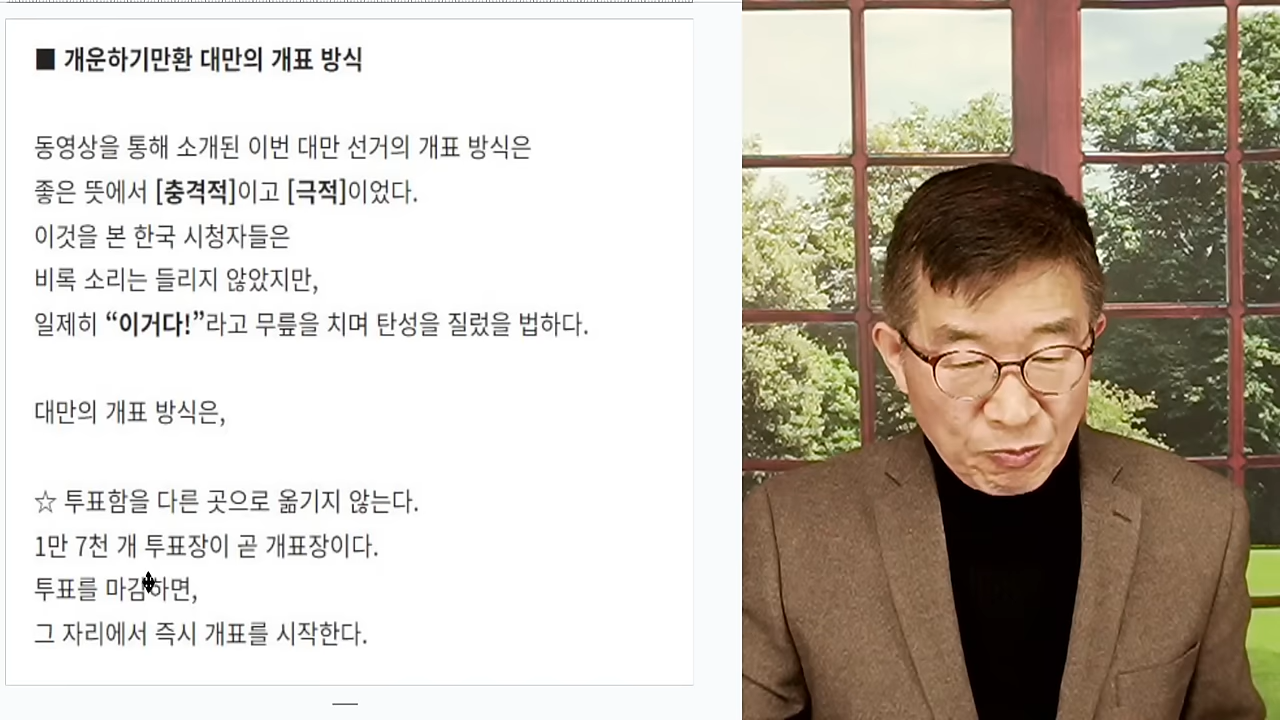 ■ 개운하기만환 대만의 개표 방식
동영상을 통해 소개된 이번 대만 선거의 개표 방식은
좋은 뜻에서 [충격적]이고 [극적]이었다.
이것을 본 한국 시청자들은
비록 소리는 들리지 않았지만,
일제히 “이거다!”라고 무릎을 치며 탄성을 질렀을 법하다.
대만의 개표 방식은,
☆ 투표함을 다른 곳으로 옮기지 않는다.
1만 7천 개 투표장이 곧 개표장이다.
투표를 마감하면,
그 자리에서 즉시 개표를 시작한다.